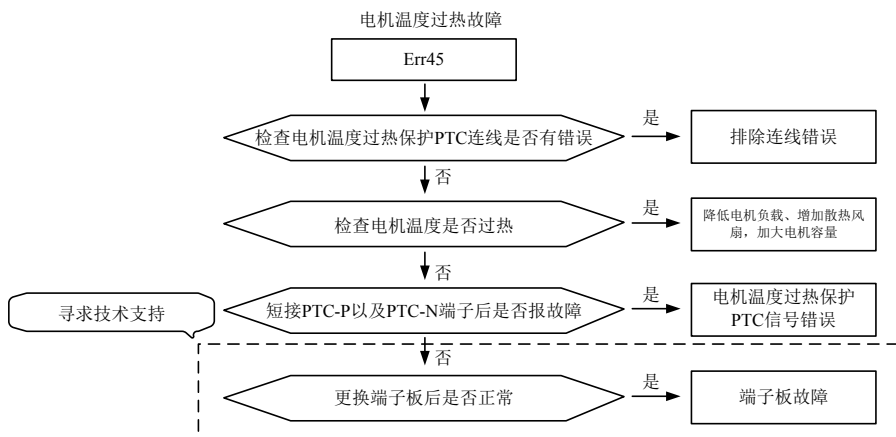 电机温度过热故障
Err45
检查电机温度过热保护PTC连线是否有错误
是
排除连线错误
否
检查电机温度是否过热
是
降低电机负载、增加散热风
扇，加大电机容量
否
寻求技术支持
短接PTC-P以及PTC-N端子后是否报故障
是
电机温度过热保护
PTC信号错误
否
更换端子板后是否正常
是
端子板故障